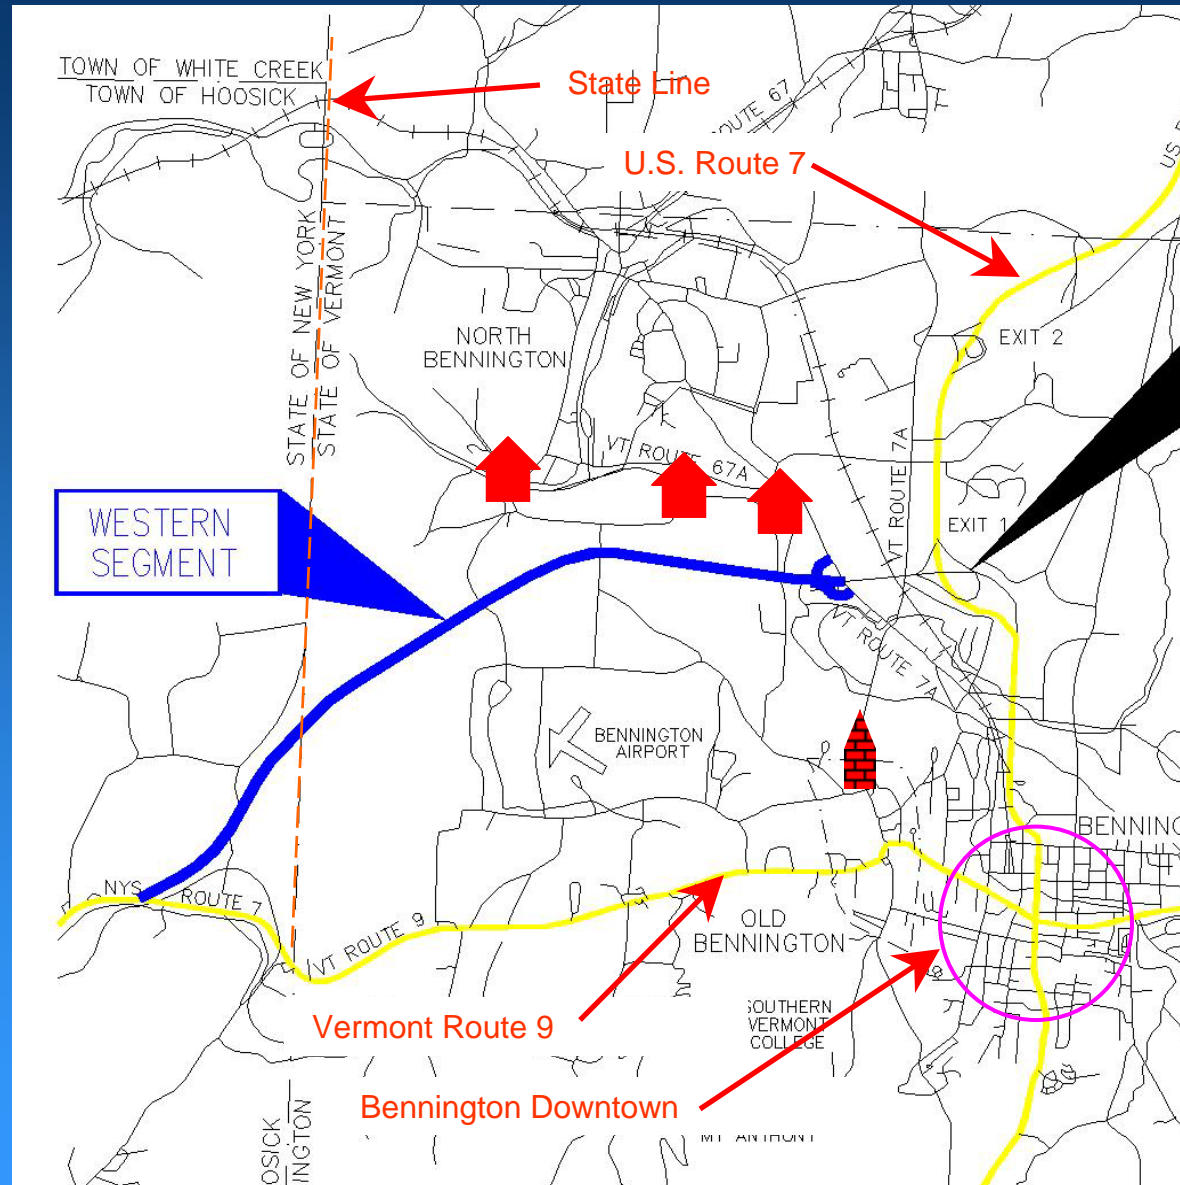 TOWN OF WHITE CREEK
TOWN OF HOOSICK
State Line
ROUTE 67
U.S. Route 7
US
STATE OF NEW YORK
STATE OF VERMONT
NORTH
BENNINGTON
EXIT 2
VT ROUTE 67A
VT ROUTE 7A
WESTERN
SEGMENT
EXIT 1
VT ROUTE 7A
BENNINGTON
AIRPORT
BENNING
NYS ROUTE 7
VT ROUTE 9
OLD
BENNINGTON
SOUTHERN
VERMONT
COLLEGE
Vermont Route 9
Bennington Downtown
MT ANTHONY
OSICK
INGTON